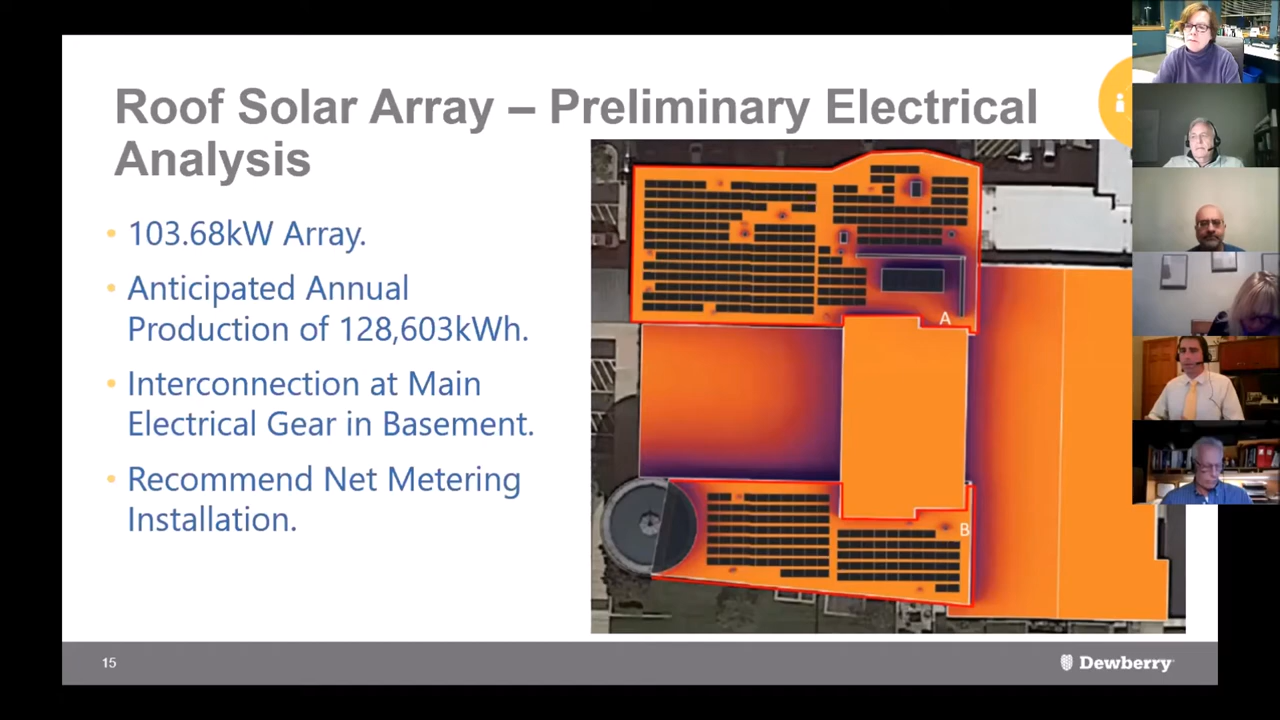 Roof Solar Array – Preliminary Electrical
Analysis
• 103.68kW Array.
• Anticipated Annual
Production of 128,603kWh.
• Interconnection at Main
Electrical Gear in Basement.
• Recommend Net Metering
Installation.
A
B
15
Dewberry